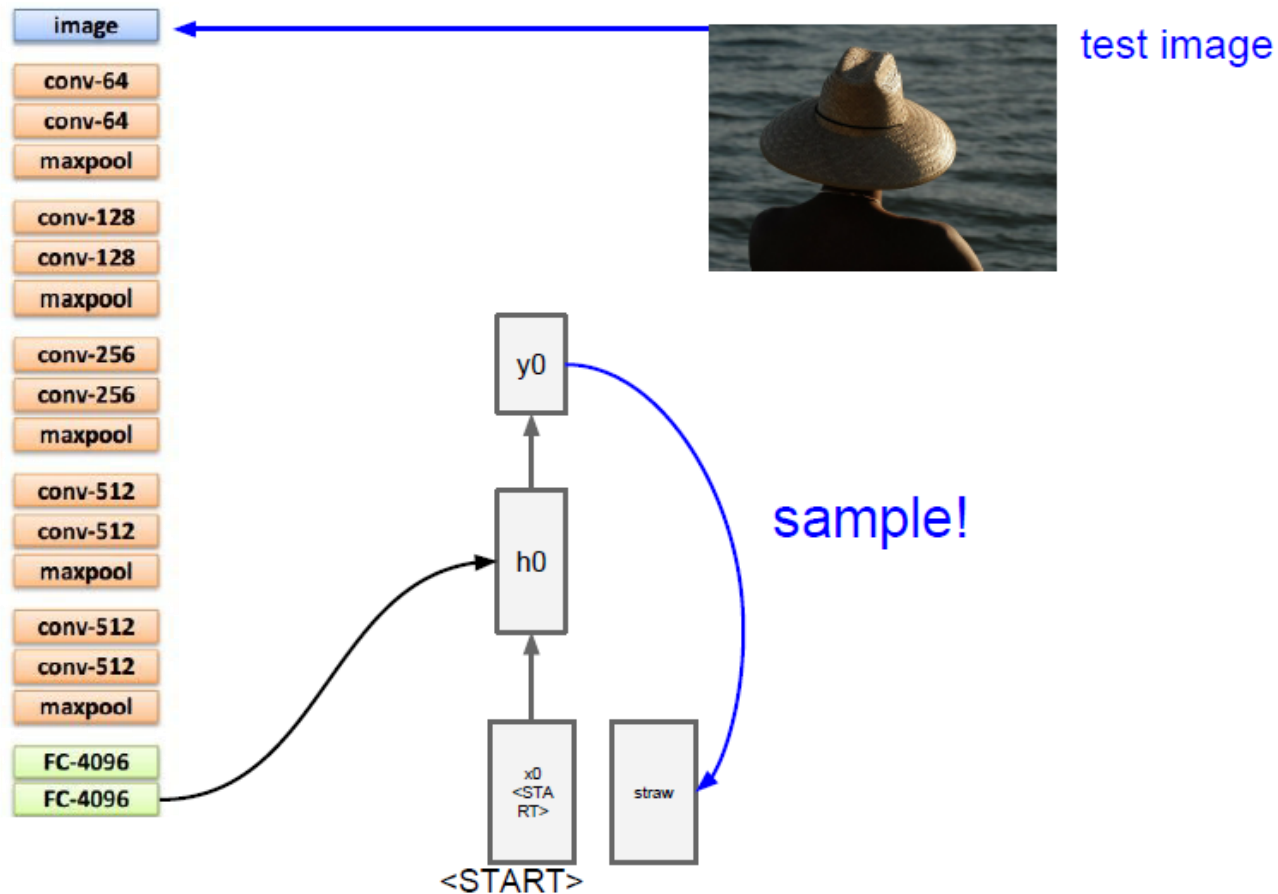 image
conv-64
conv-64
maxpool
conv-128
conv-128
maxpool
conv-256
conv-256
maxpool
conv-512
conv-512
maxpool
conv-512
conv-512
maxpool
FC-4096
FC-4096
test image
y0
sample!
h0
x0
<STA
RT>
straw
<START>